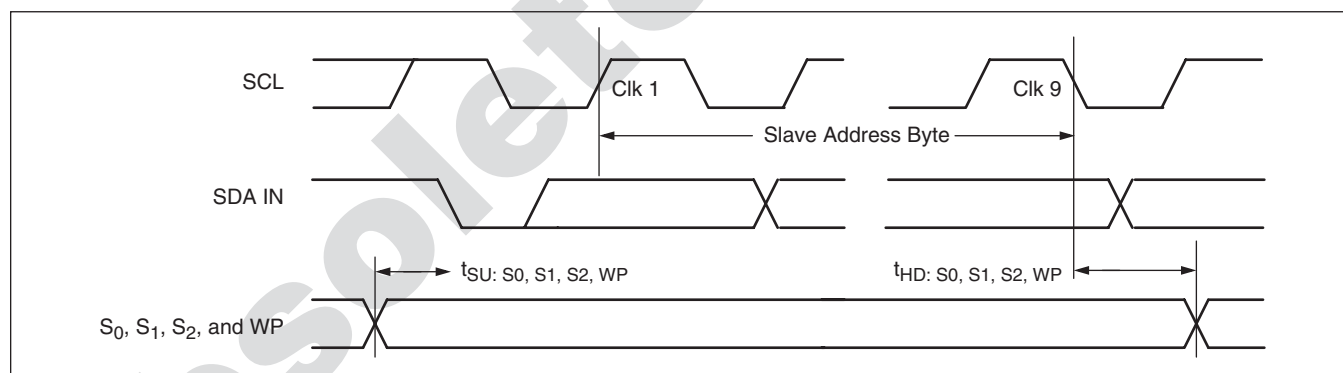 SCL
Clk 1
Clk 9
Slave Address Byte
SDA IN
tSU: S0, S1, S2, WP
tHD: S0, S1, S2, WP
S0, S1, S2, and WP